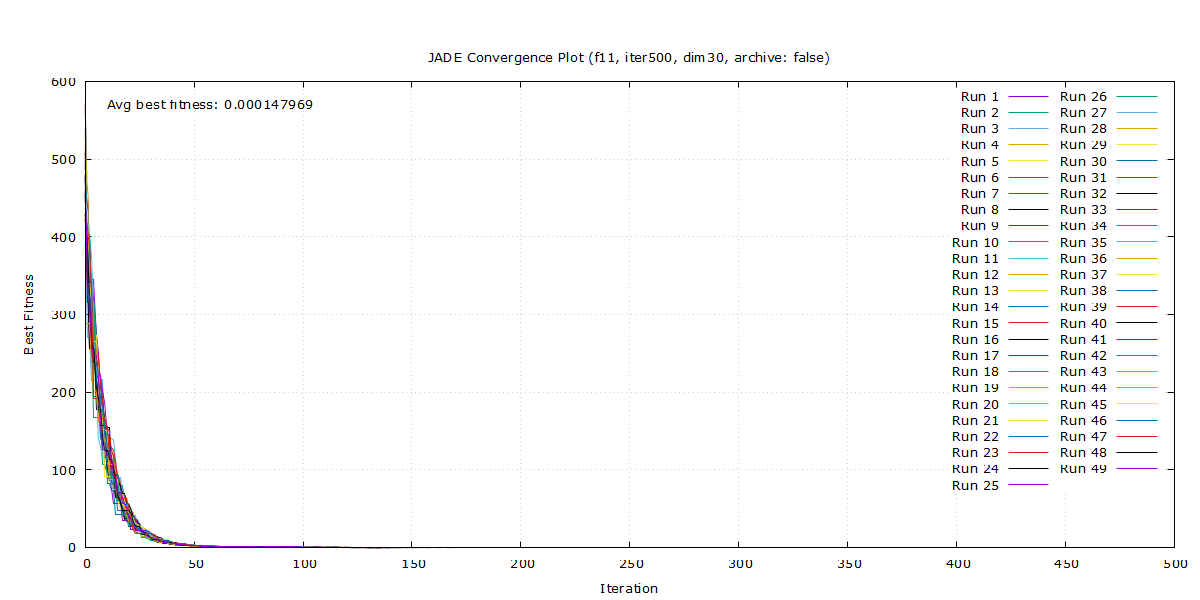 JADE Convergence Plot (f11, iter500, dim30, archive: false)
600
Avg best fitness: 0.000147969
500
400
300
200
100
0
Best Fitness
0 50 100 150 200 250 300 350 400 450 500
Iteration
Run 1 Run 26
Run 2 Run 27
Run 3 Run 28
Run 4 Run 29
Run 5 Run 30
Run 6 Run 31
Run 7 Run 32
Run 8 Run 33
Run 9 Run 34
Run 10 Run 35
Run 11 Run 36
Run 12 Run 37
Run 13 Run 38
Run 14 Run 39
Run 15 Run 40
Run 16 Run 41
Run 17 Run 42
Run 18 Run 43
Run 19 Run 44
Run 20 Run 45
Run 21 Run 46
Run 22 Run 47
Run 23 Run 48
Run 24 Run 49
Run 25